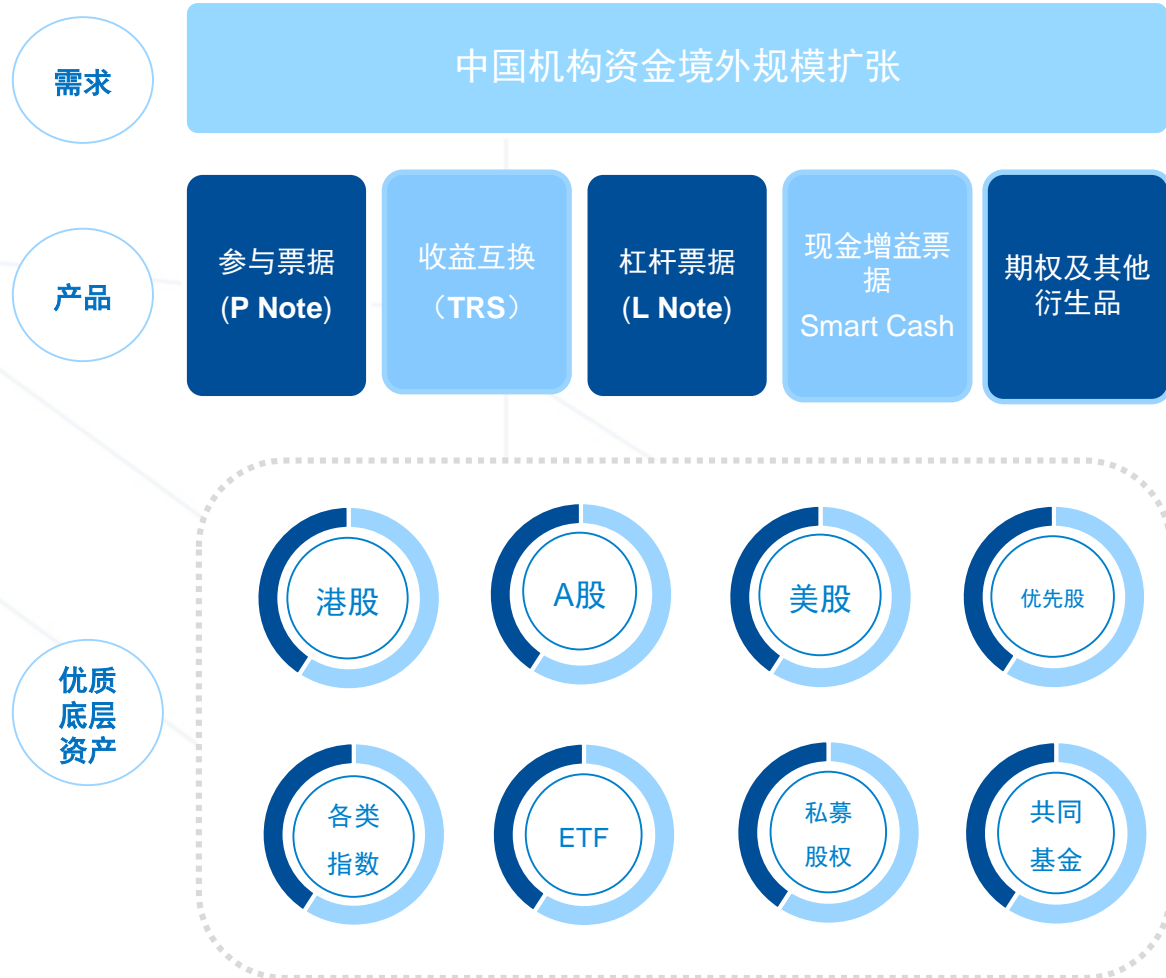 需求
中国机构资金境外规模扩张
产品
参与票据
(P Note)
收益互换
（TRS）
杠杆票据
(L Note)
现金增益票
据
Smart Cash
期权及其他
衍生品
优质
底层
资产
港股
A股
美股
优先股
各类
指数
ETF
私募
股权
共同
基金